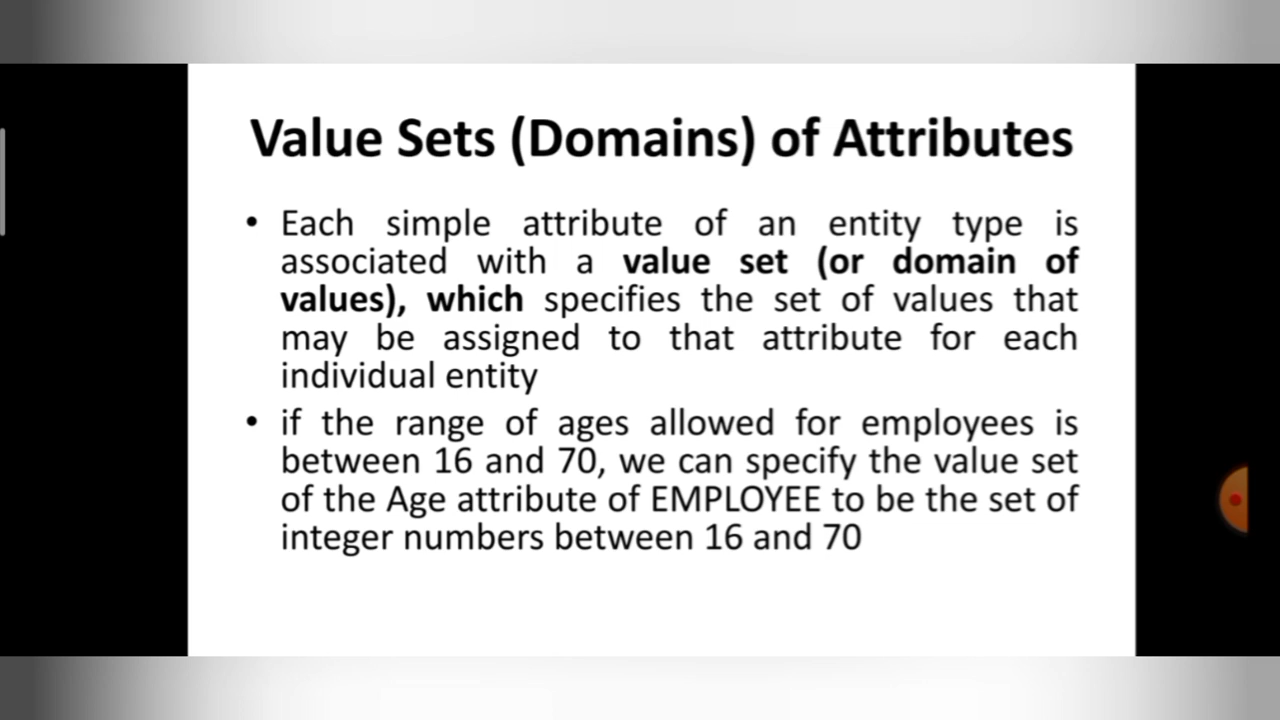 Value Sets (Domains) of Attributes
• Each simple attribute of an entity type is
associated with a value set (or domain of
values), which specifies the set of values that
may be assigned to that attribute for each
individual entity
• if the range of ages allowed for employees is
between 16 and 70, we can specify the value set
of the Age attribute of EMPLOYEE to be the set of
integer numbers between 16 and 70